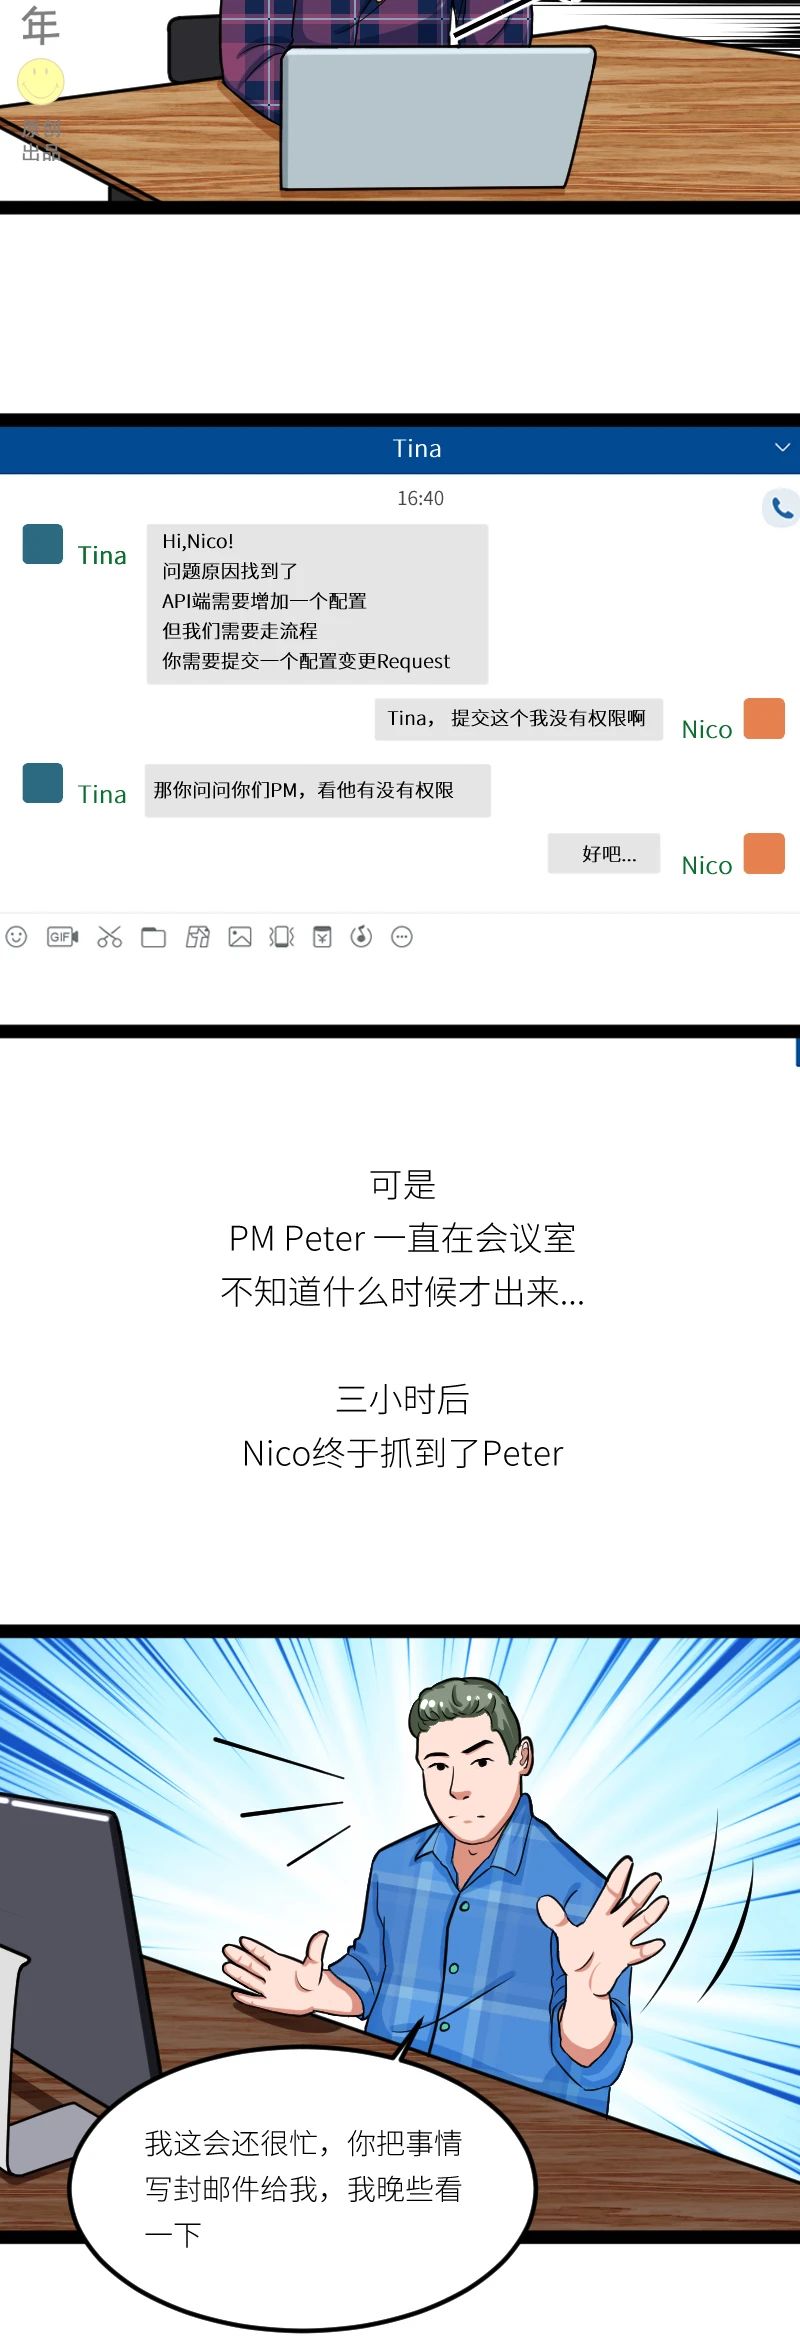 年
原创
出品
Tina
16:40
Tina
Hi,Nico!
问题原因找到了
API端需要增加一个配置
但我们需要走流程
你需要提交一个配置变更Request
Tina， 提交这个我没有权限啊
Nico
Tina
那你问问你们PM，看他有没有权限
好吧...
Nico
GIF
可是
PM Peter 一直在会议室
不知道什么时候才出来...
三小时后
Nico终于抓到了Peter
我这会还很忙，你把事情
写封邮件给我，我晚些看
一下